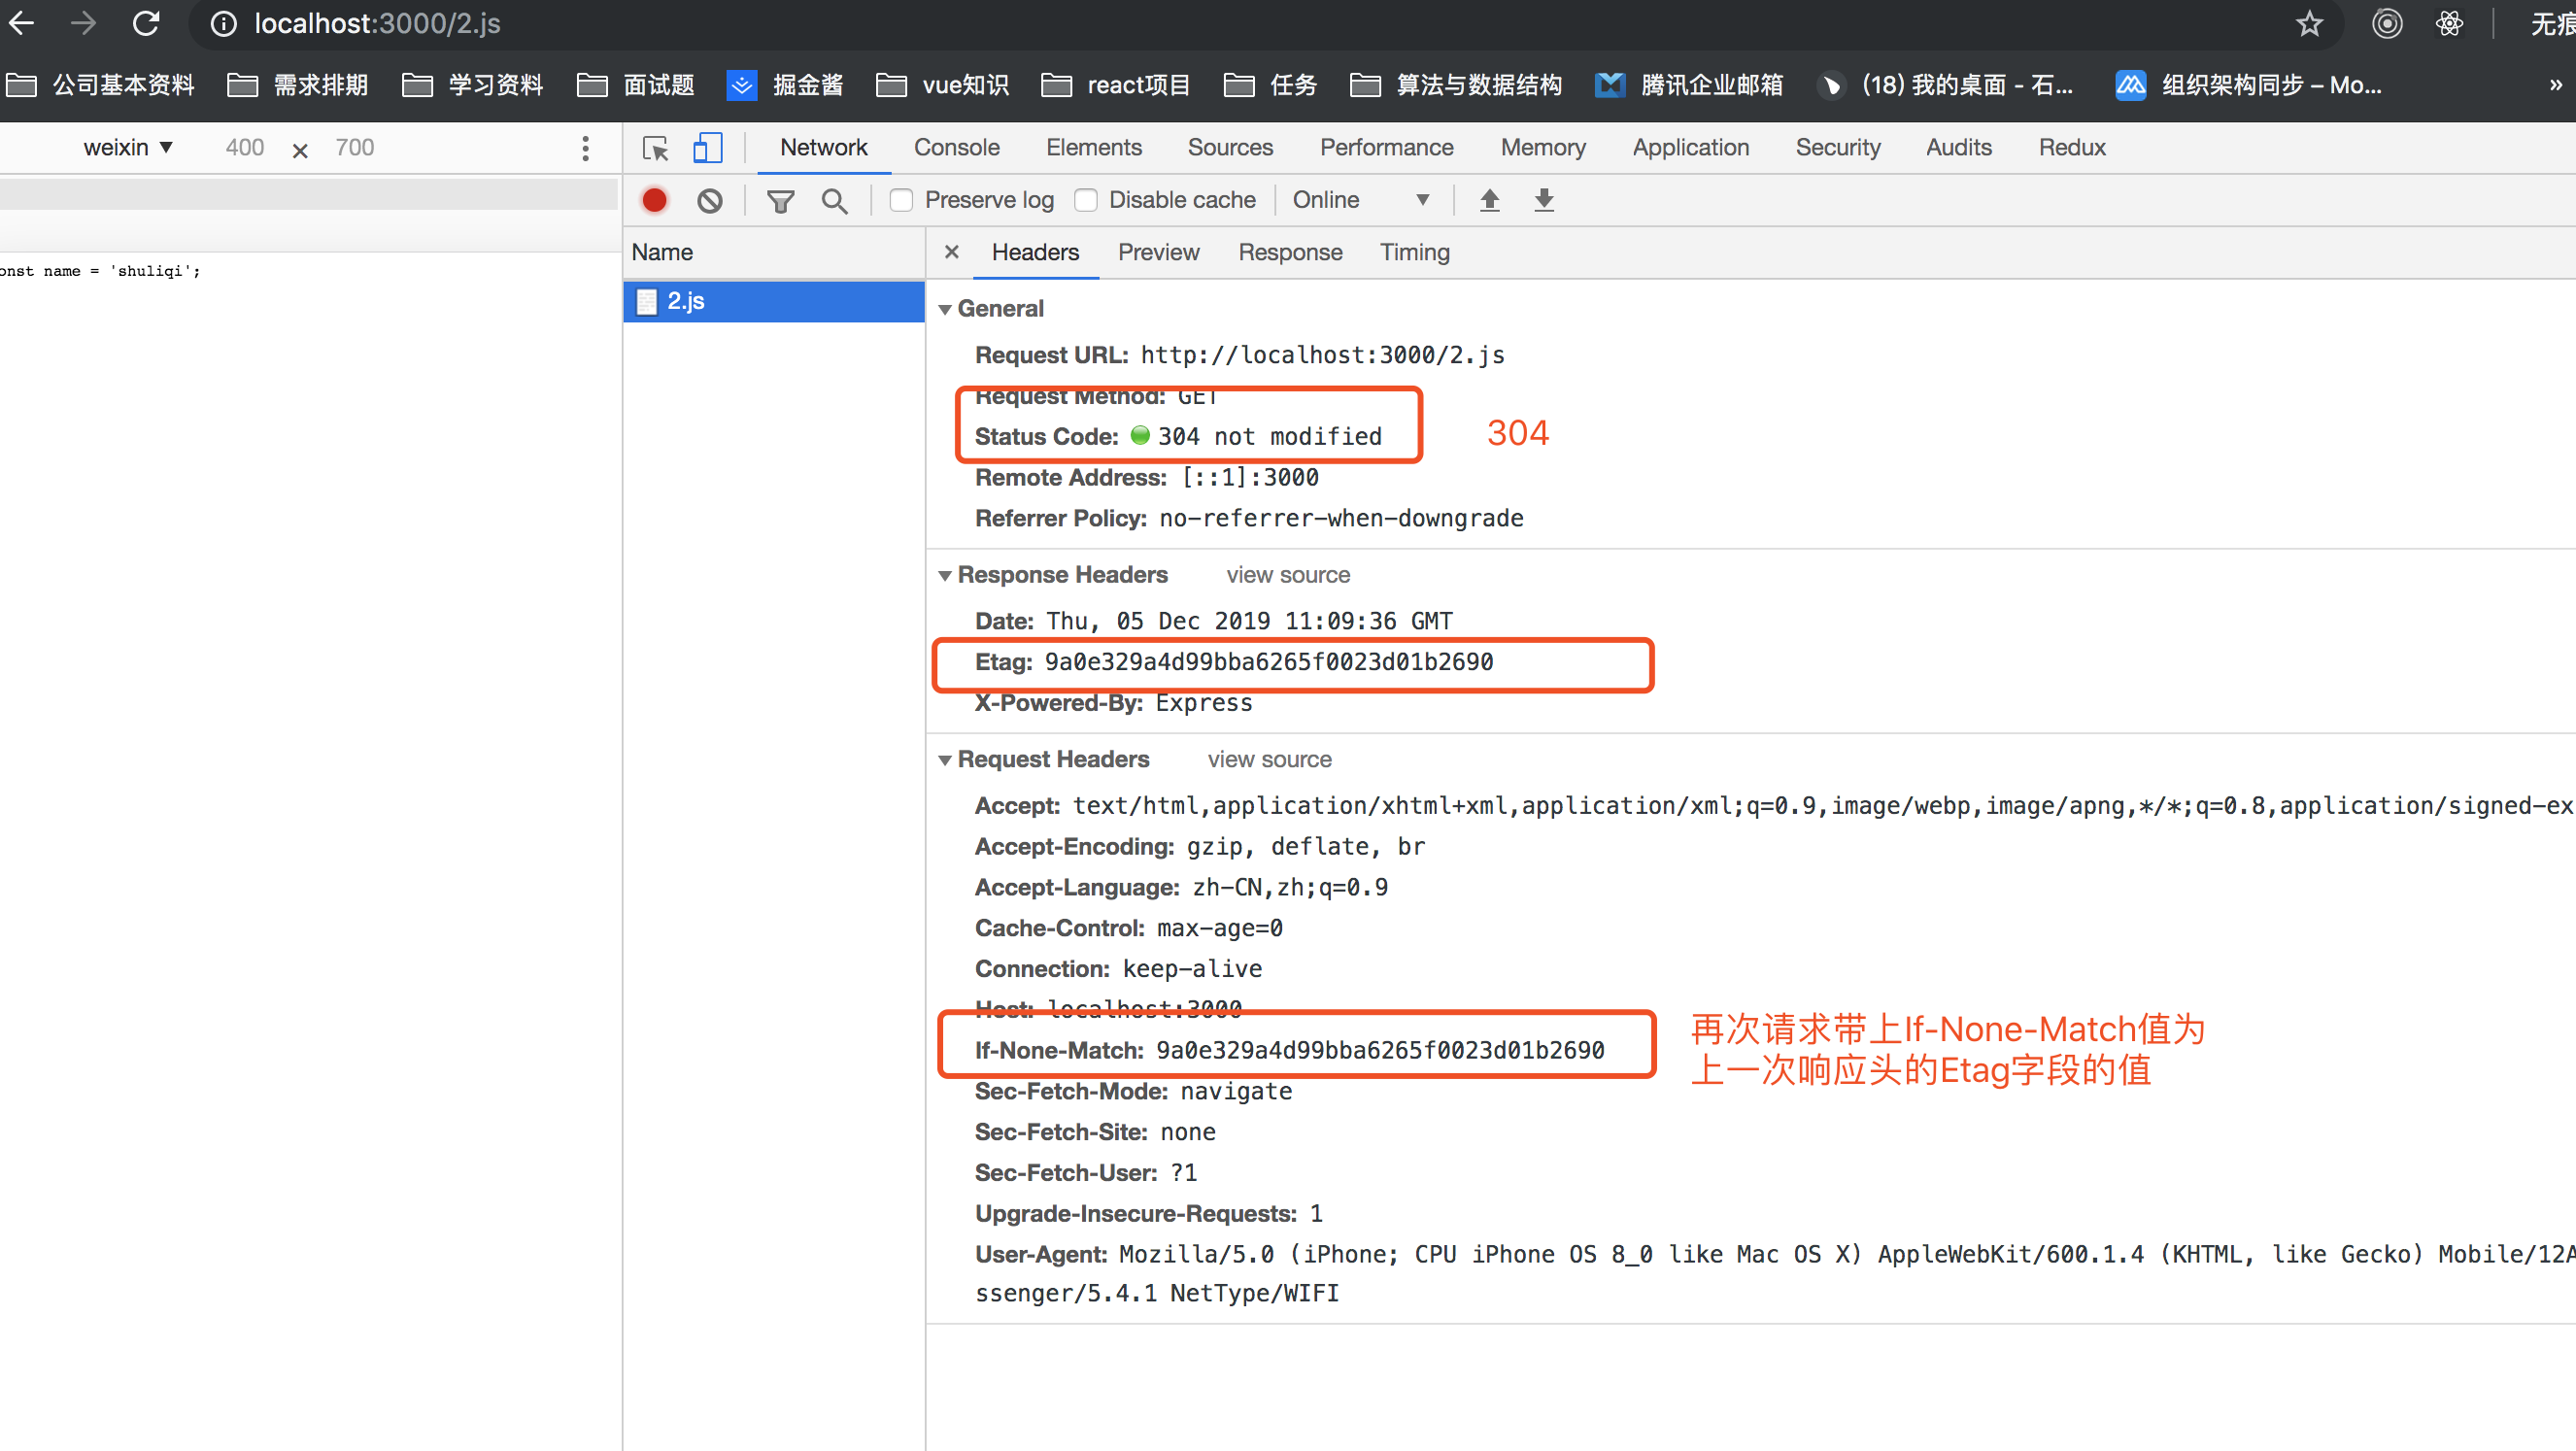 localhost:3000/2.js
公司基本资料 需求排期 学习资料 面试题 掘金酱 vue知识 react项目 任务 算法与数据结构 腾讯企业邮箱 (18) 我的桌面 - 石... 组织架构同步 – Mo... »
weixin ▼ 400 × 700
Network Console Elements Sources Performance Memory Application Security Audits Redux
Preserve log Disable cache Online ▼
Name
× Headers Preview Response Timing
onst name = 'shuliqi';
2.js
General
Request URL: http://localhost:3000/2.js
Request Method: GET
Status Code: 304 not modified
304
Remote Address: [::1]:3000
Referrer Policy: no-referrer-when-downgrade
Response Headers view source
Date: Thu, 05 Dec 2019 11:09:36 GMT
Etag: 9a0e329a4d99bba6265f0023d01b2690
X-Powered-By: Express
Request Headers view source
Accept: text/html,application/xhtml+xml,application/xml;q=0.9,image/webp,image/apng,*/*;q=0.8,application/signed-ex
Accept-Encoding: gzip, deflate, br
Accept-Language: zh-CN,zh;q=0.9
Cache-Control: max-age=0
Connection: keep-alive
Host: localhost:3000
If-None-Match: 9a0e329a4d99bba6265f0023d01b2690
再次请求带上If-None-Match值为
上一次响应头的Etag字段的值
Sec-Fetch-Mode: navigate
Sec-Fetch-Site: none
Sec-Fetch-User: ?1
Upgrade-Insecure-Requests: 1
User-Agent: Mozilla/5.0 (iPhone; CPU iPhone OS 8_0 like Mac OS X) AppleWebKit/600.1.4 (KHTML, like Gecko) Mobile/12A
ssenger/5.4.1 NetType/WIFI